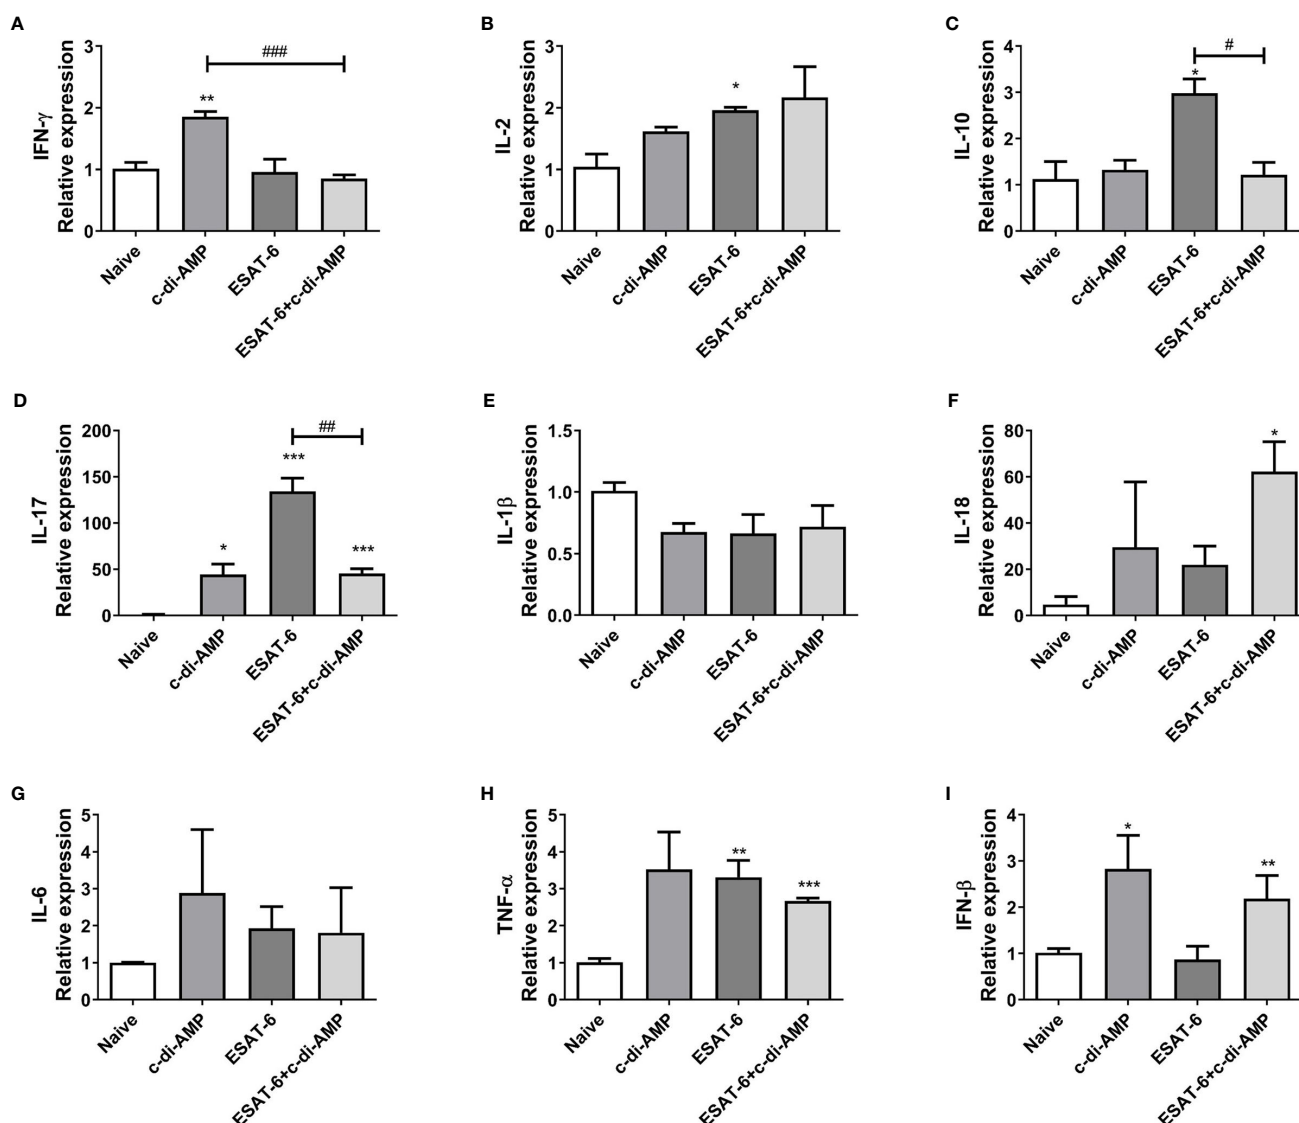 A
IFN-γ
Relative expression
3
2
1
0
**
###
Naive
c-di-AMP
ESAT-6
ESAT-6+c-di-AMP
B
IL-2
Relative expression
3
2
1
0
*
Naive
c-di-AMP
ESAT-6
ESAT-6+c-di-AMP
C
IL-10
Relative expression
4
3
2
1
0
*
#
Naive
c-di-AMP
ESAT-6
ESAT-6+c-di-AMP
D
IL-17
Relative expression
200
150
100
50
0
*
***
##
***
Naive
c-di-AMP
ESAT-6
ESAT-6+c-di-AMP
E
IL-1β
Relative expression
1.5
1.0
0.5
0.0
Naive
c-di-AMP
ESAT-6
ESAT-6+c-di-AMP
F
IL-18
Relative expression
80
60
40
20
0
*
Naive
c-di-AMP
ESAT-6
ESAT-6+c-di-AMP
G
IL-6
Relative expression
5
4
3
2
1
0
Naive
c-di-AMP
ESAT-6
ESAT-6+c-di-AMP
H
TNF-α
Relative expression
5
4
3
2
1
0
**
***
Naive
c-di-AMP
ESAT-6
ESAT-6+c-di-AMP
I
IFN-β
Relative expression
4
3
2
1
0
*
**
Naive
c-di-AMP
ESAT-6
ESAT-6+c-di-AMP